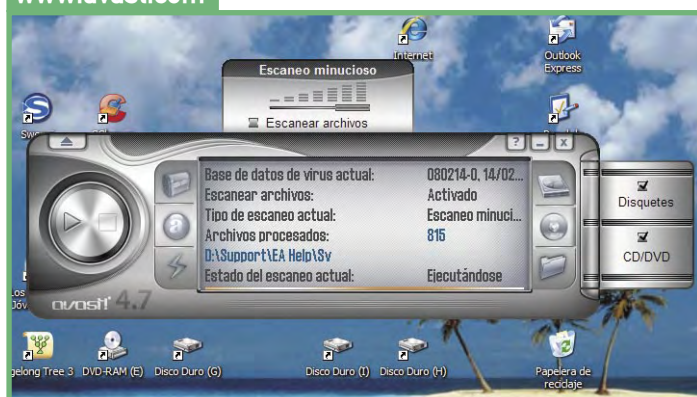 www.avast.com
Internet
Outlook
Express
Escaneo minucioso
Escanear archivos
Base de datos de virus actual: 080214-0, 14/02...
Escanear archivos: Activado
Tipo de escaneo actual: Escaneo minuci...
Archivos procesados: 815
D:\Support\EA Help\Sv
Estado del escaneo actual: Ejecutándose
Disquetes
CD/DVD
avast! 4.7
gelong Tree 3
DVD-RAM (E)
Disco Duro (G)
Disco Duro (I)
Disco Duro (H)
Papelera de
reciclaje